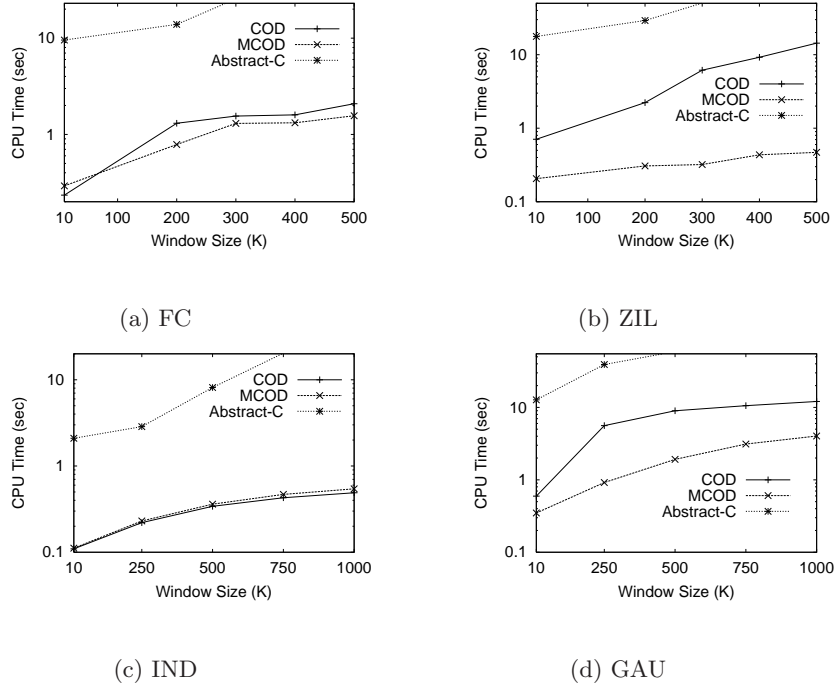 10
1
CPU Time (sec)
COD
MCOD
Abstract-C
10 100 200 300 400 500
Window Size (K)
(a) FC
10
1
0.1
CPU Time (sec)
COD
MCOD
Abstract-C
10 100 200 300 400 500
Window Size (K)
(b) ZIL
10
1
0.1
CPU Time (sec)
COD
MCOD
Abstract-C
10 250 500 750 1000
Window Size (K)
(c) IND
10
1
0.1
CPU Time (sec)
COD
MCOD
Abstract-C
10 250 500 750 1000
Window Size (K)
(d) GAU